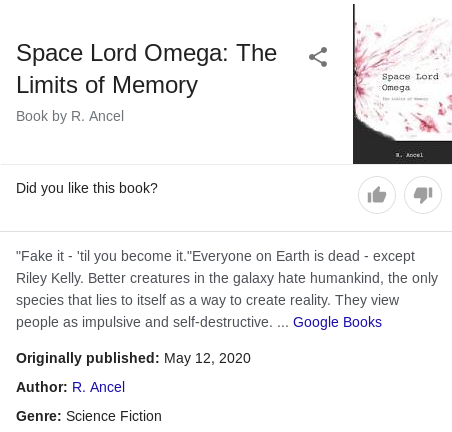 Space Lord Omega: The
Limits of Memory
Book by R. Ancel
Space Lord
Omega
The Limits of Memory
R. Ancel
Did you like this book?
"Fake it - 'til you become it."Everyone on Earth is dead - except
Riley Kelly. Better creatures in the galaxy hate humankind, the only
species that lies to itself as a way to create reality. They view
people as impulsive and self-destructive. ... Google Books
Originally published: May 12, 2020
Author: R. Ancel
Genre: Science Fiction